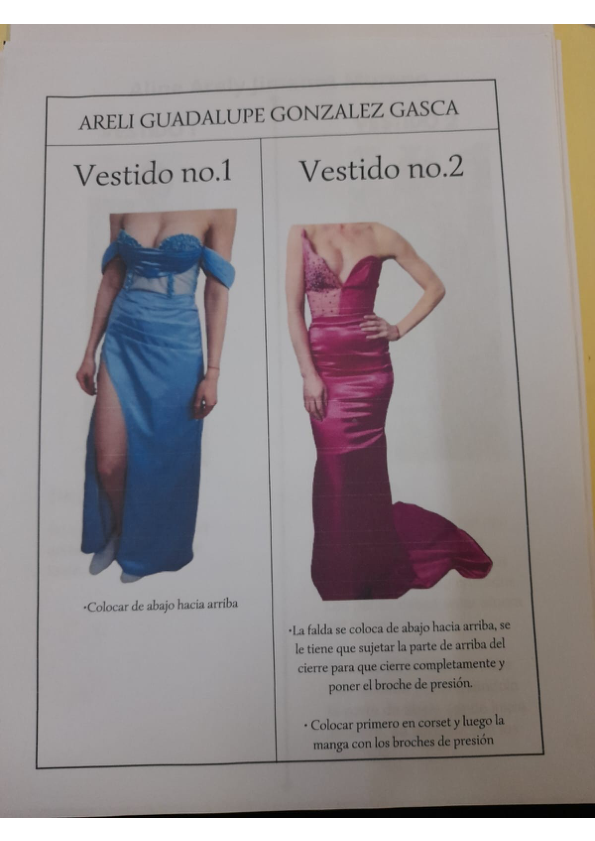 ARELI GUADALUPE GONZALEZ GASCA
Vestido no.1
•Colocar de abajo hacia arriba
Vestido no.2
•La falda se coloca de abajo hacia arriba, se
le tiene que sujetar la parte de arriba del
cierre para que cierre completamente y
poner el broche de presión.
• Colocar primero en corset y luego la
manga con los broches de presión